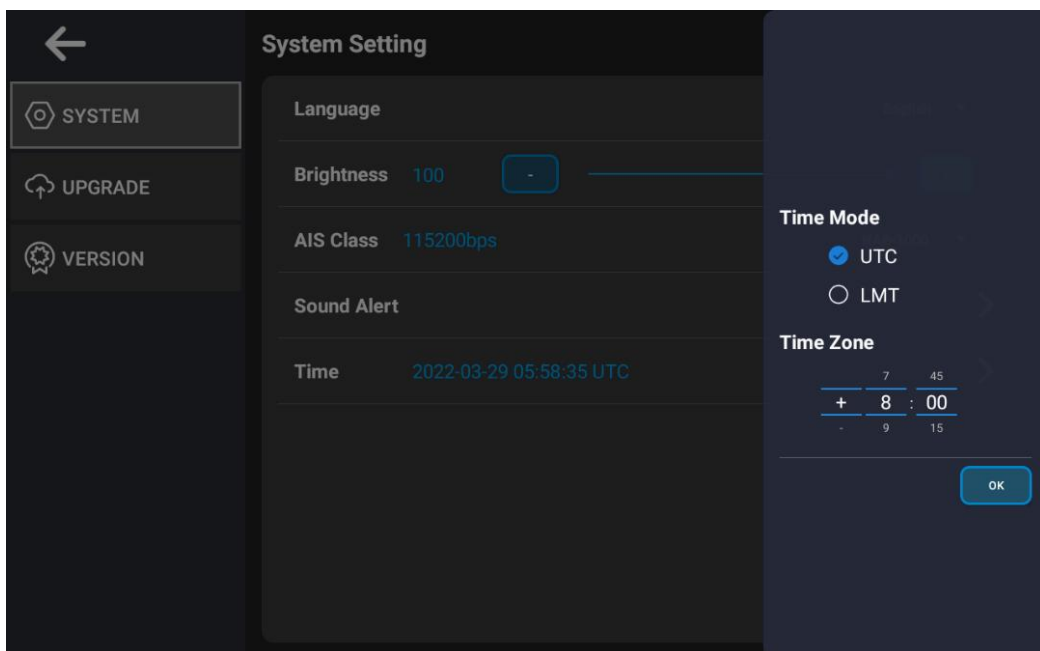 System Setting
SYSTEM
UPGRADE
VERSION
Language
Brightness 100 -
AIS Class 115200bps
Sound Alert
Time 2022-03-29 05:58:35 UTC
Time Mode
UTC
LMT
Time Zone
7 45
+ 8 : 00
- 9 15
OK